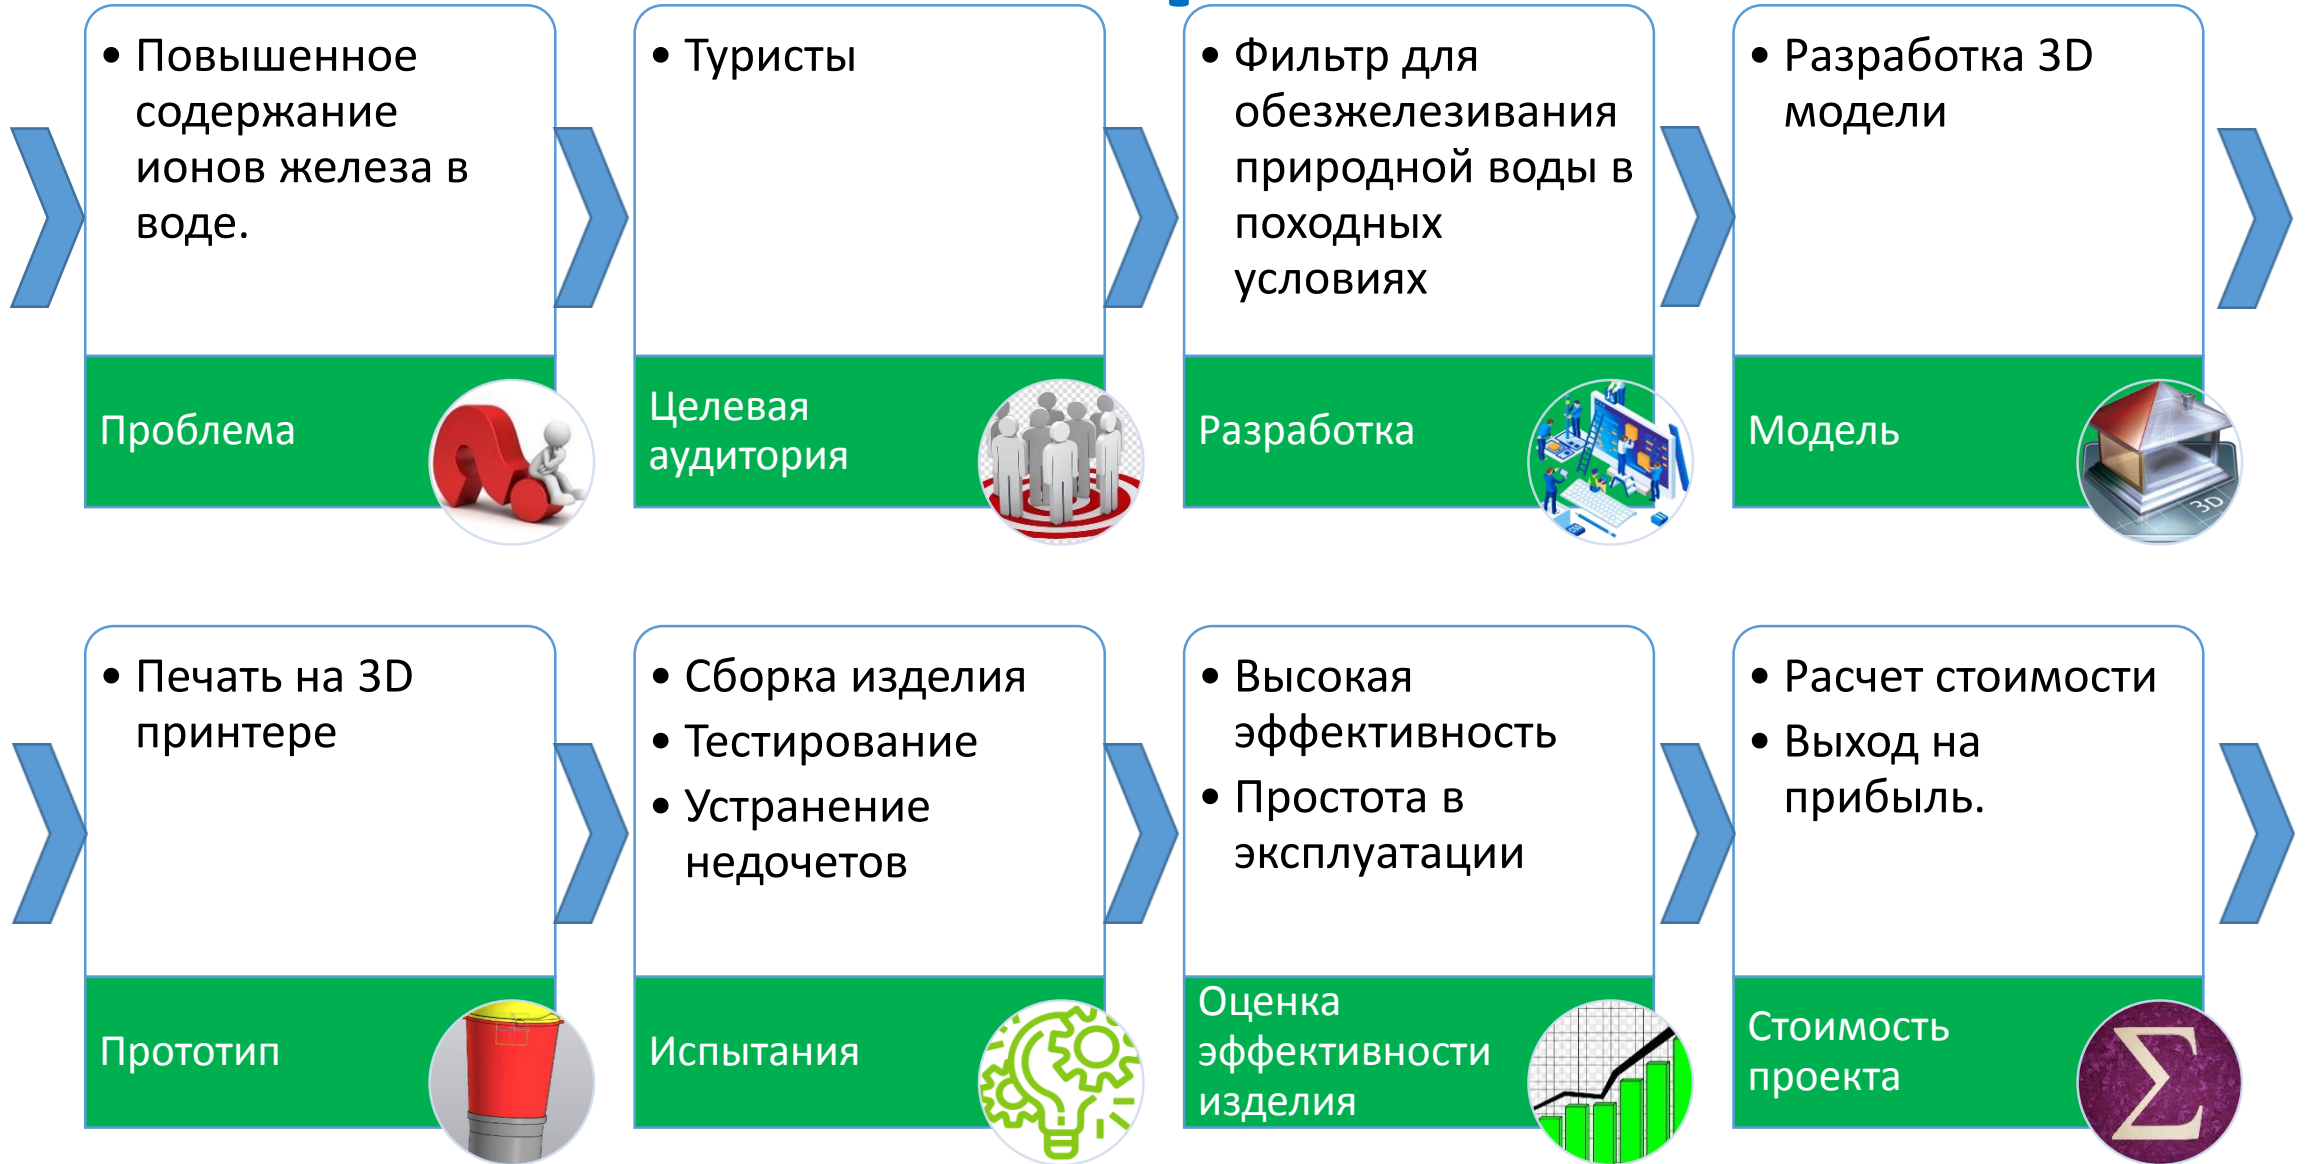 • Повышенное
содержание
ионов железа в
воде.
Проблема
• Туристы
Целевая
аудитория
• Фильтр для
обезжелезивания
природной воды в
походных
условиях
Разработка
• Разработка 3D
модели
Модель
3D
• Печать на 3D
принтере
Прототип
• Сборка изделия
• Тестирование
• Устранение
недочетов
Испытания
• Высокая
эффективность
• Простота в
эксплуатации
Оценка
эффективности
изделия
• Расчет стоимости
• Выход на
прибыль.
Стоимость
проекта
Σ